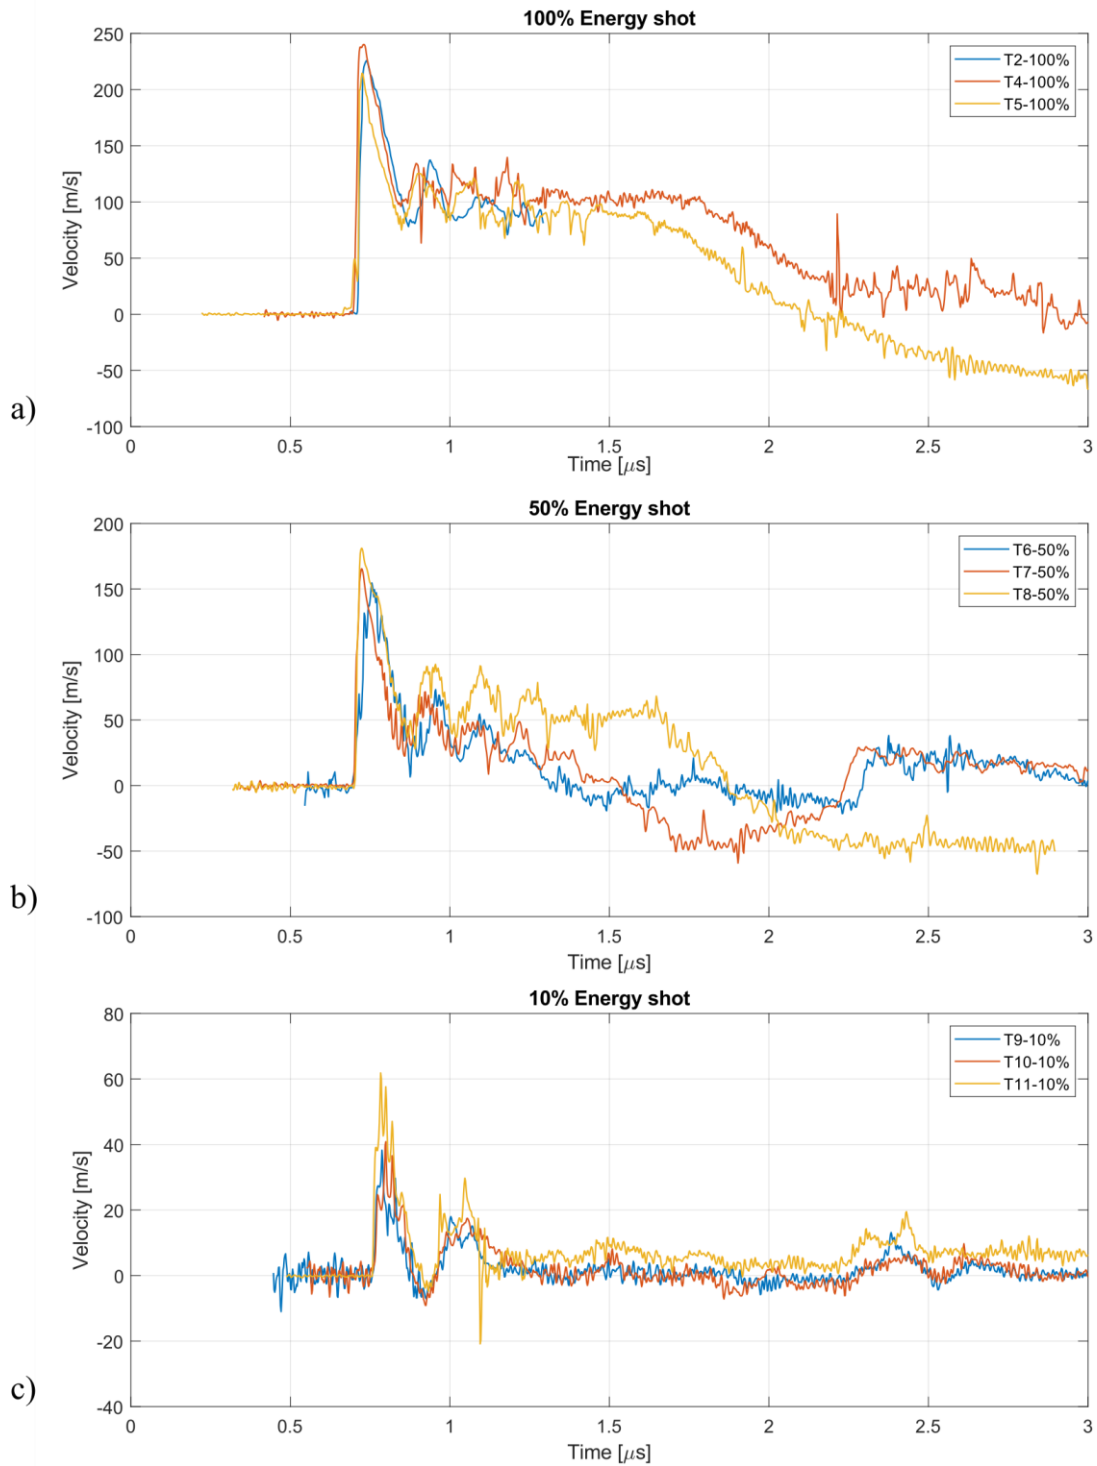 100% Energy shot
250
200
150
100
50
0
-50
-100
Velocity [m/s]
T2-100%
T4-100%
T5-100%
a)
0 0.5 1 1.5 2 2.5 3
Time [μs]
50% Energy shot
200
150
100
50
0
-50
-100
Velocity [m/s]
T6-50%
T7-50%
T8-50%
b)
0 0.5 1 1.5 2 2.5 3
Time [μs]
10% Energy shot
80
60
40
20
0
-20
-40
Velocity [m/s]
T9-10%
T10-10%
T11-10%
c)
0 0.5 1 1.5 2 2.5 3
Time [μs]